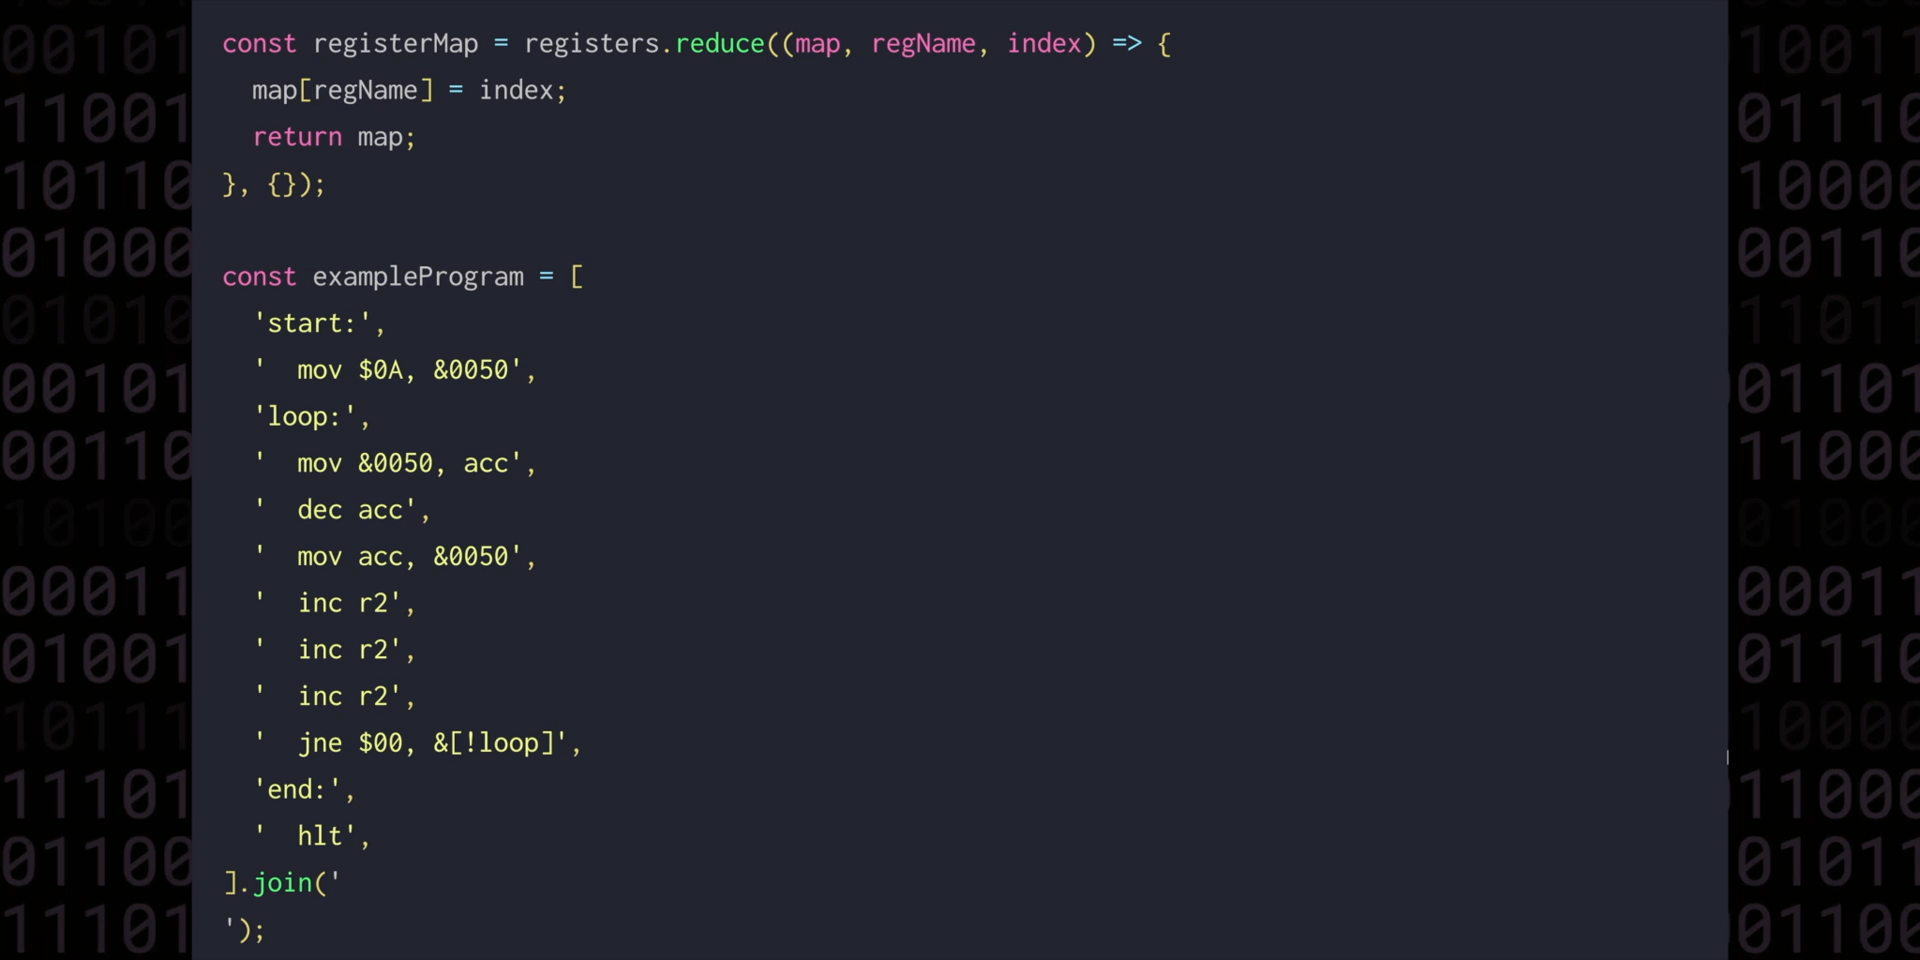 const registerMap = registers.reduce((map, regName, index) => {
  map[regName] = index;
  return map;
}, {});

const exampleProgram = [
  'start:',
  '  mov $0A, &0050',
  'loop:',
  '  mov &0050, acc',
  '  dec acc',
  '  mov acc, &0050',
  '  inc r2',
  '  inc r2',
  '  inc r2',
  '  jne $00, &[!loop]',
  'end:',
  '  hlt',
].join('
');